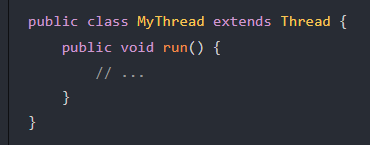 public class MyThread extends Thread {
    public void run() {
        // ...
    }
}